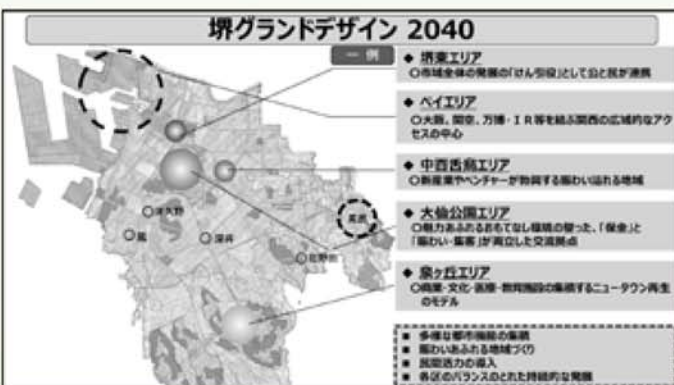 堺グランドデザイン 2040
一 例
◆ 堺東エリア
〇市域全体の発展の「けん引役」として公と民が連携
◆ ベイエリア
〇大阪、関空、万博・ＩＲ等を結ぶ関西の広域的なアク
セスの中心
◆ 中百舌鳥エリア
〇新産業やベンチャーが勃興する賑わい溢れる地域
◆ 大仙公園エリア
〇魅力あふれるおもてなし環境の整った、「保全」と
「賑わい・集客」が両立した交流拠点
◆ 泉ヶ丘エリア
〇商業・文化・医療・教育施設の集積するニュータウン再生
のモデル
津久野
鳳
深井
北野田
美原
■ 多様な都市機能の集積
■ 賑わいあふれる地域づくり
■ 民間活力の導入
■ 各区のバランスのとれた持続的な発展